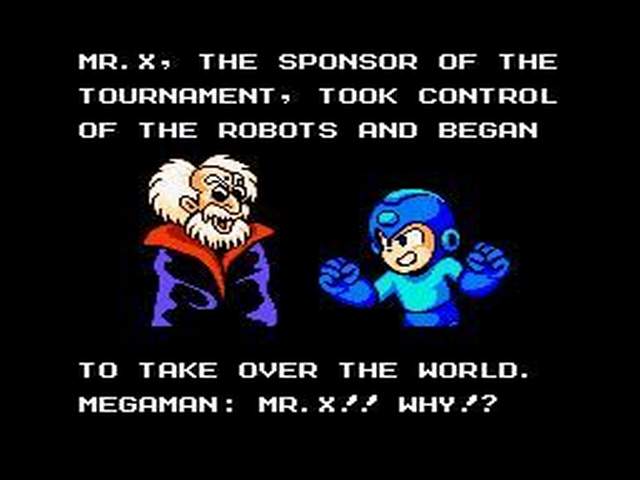 MR.X, THE SPONSOR OF THE
TOURNAMENT, TOOK CONTROL
OF THE ROBOTS AND BEGAN
TO TAKE OVER THE WORLD.
MEGAMAN: MR.X!! WHY!?